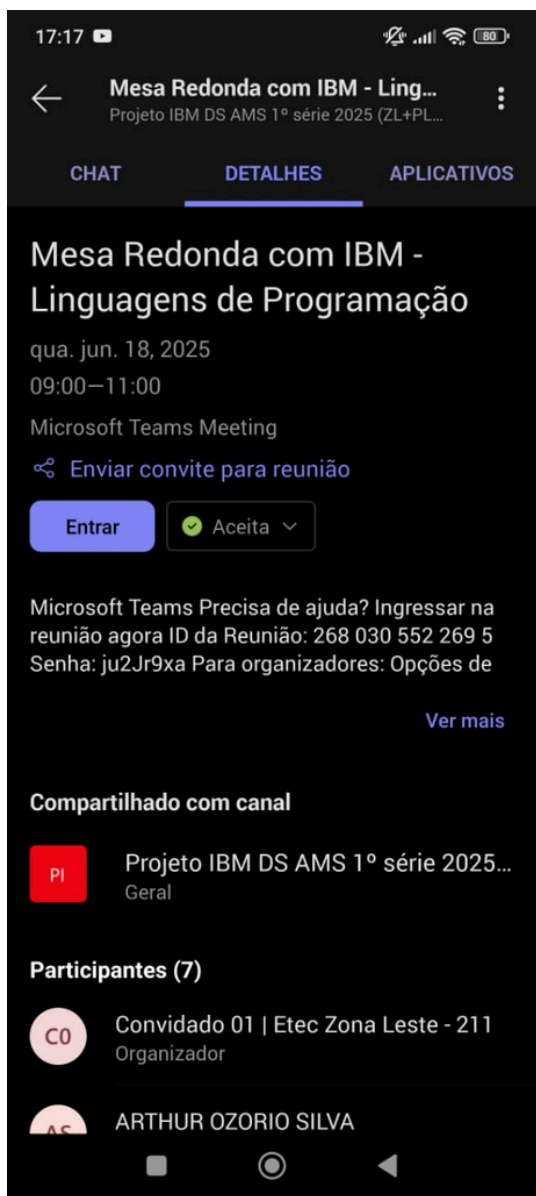 17:17 80
Mesa Redonda com IBM - Ling...
Projeto IBM DS AMS 1º série 2025 (ZL+PL...
CHAT DETALHES APLICATIVOS
Mesa Redonda com IBM -
Linguagens de Programação
qua. jun. 18, 2025
09:00—11:00
Microsoft Teams Meeting
Enviar convite para reunião
Entrar Aceita
Microsoft Teams Precisa de ajuda? Ingressar na
reunião agora ID da Reunião: 268 030 552 269 5
Senha: ju2Jr9xa Para organizadores: Opções de
Ver mais
Compartilhado com canal
PI Projeto IBM DS AMS 1º série 2025...
Geral
Participantes (7)
C0 Convidado 01 | Etec Zona Leste - 211
Organizador
AS ARTHUR OZORIO SILVA